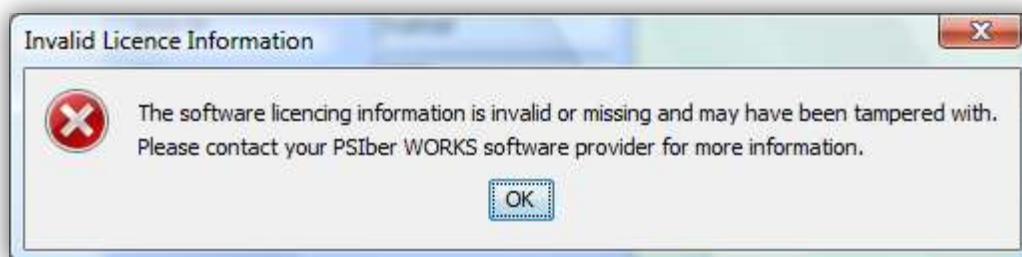 Invalid Licence Information
The software licencing information is invalid or missing and may have been tampered with.
Please contact your PSIber WORKS software provider for more information.
OK